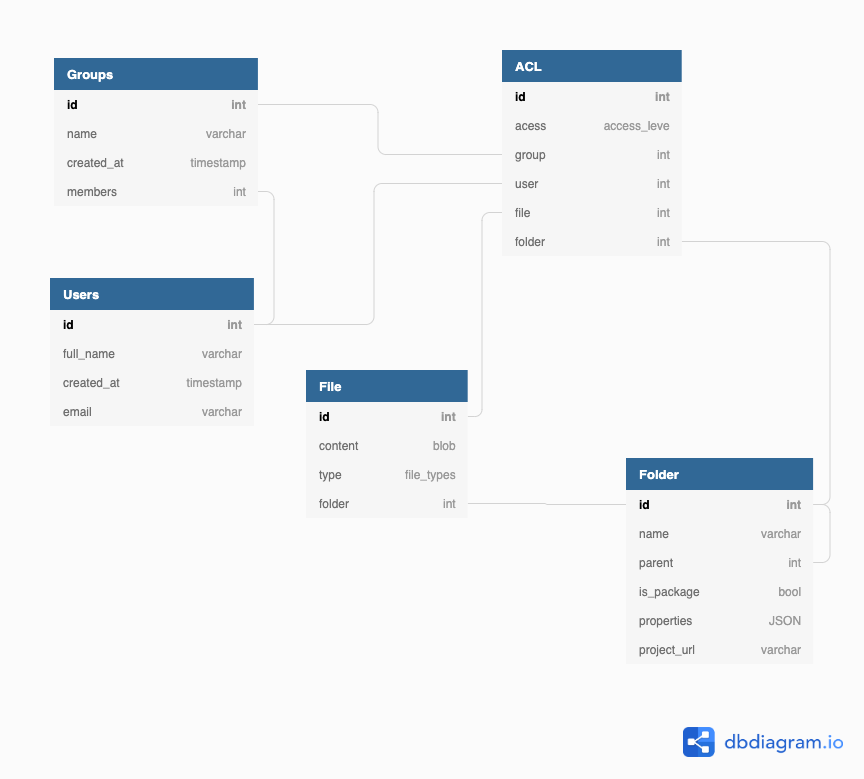 Groups
id int
name varchar
created_at timestamp
members int
ACL
id int
acess access_leve
group int
user int
file int
folder int
Users
id int
full_name varchar
created_at timestamp
email varchar
File
id int
content blob
type file_types
folder int
Folder
id int
name varchar
parent int
is_package bool
properties JSON
project_url varchar
dbdiagram.io